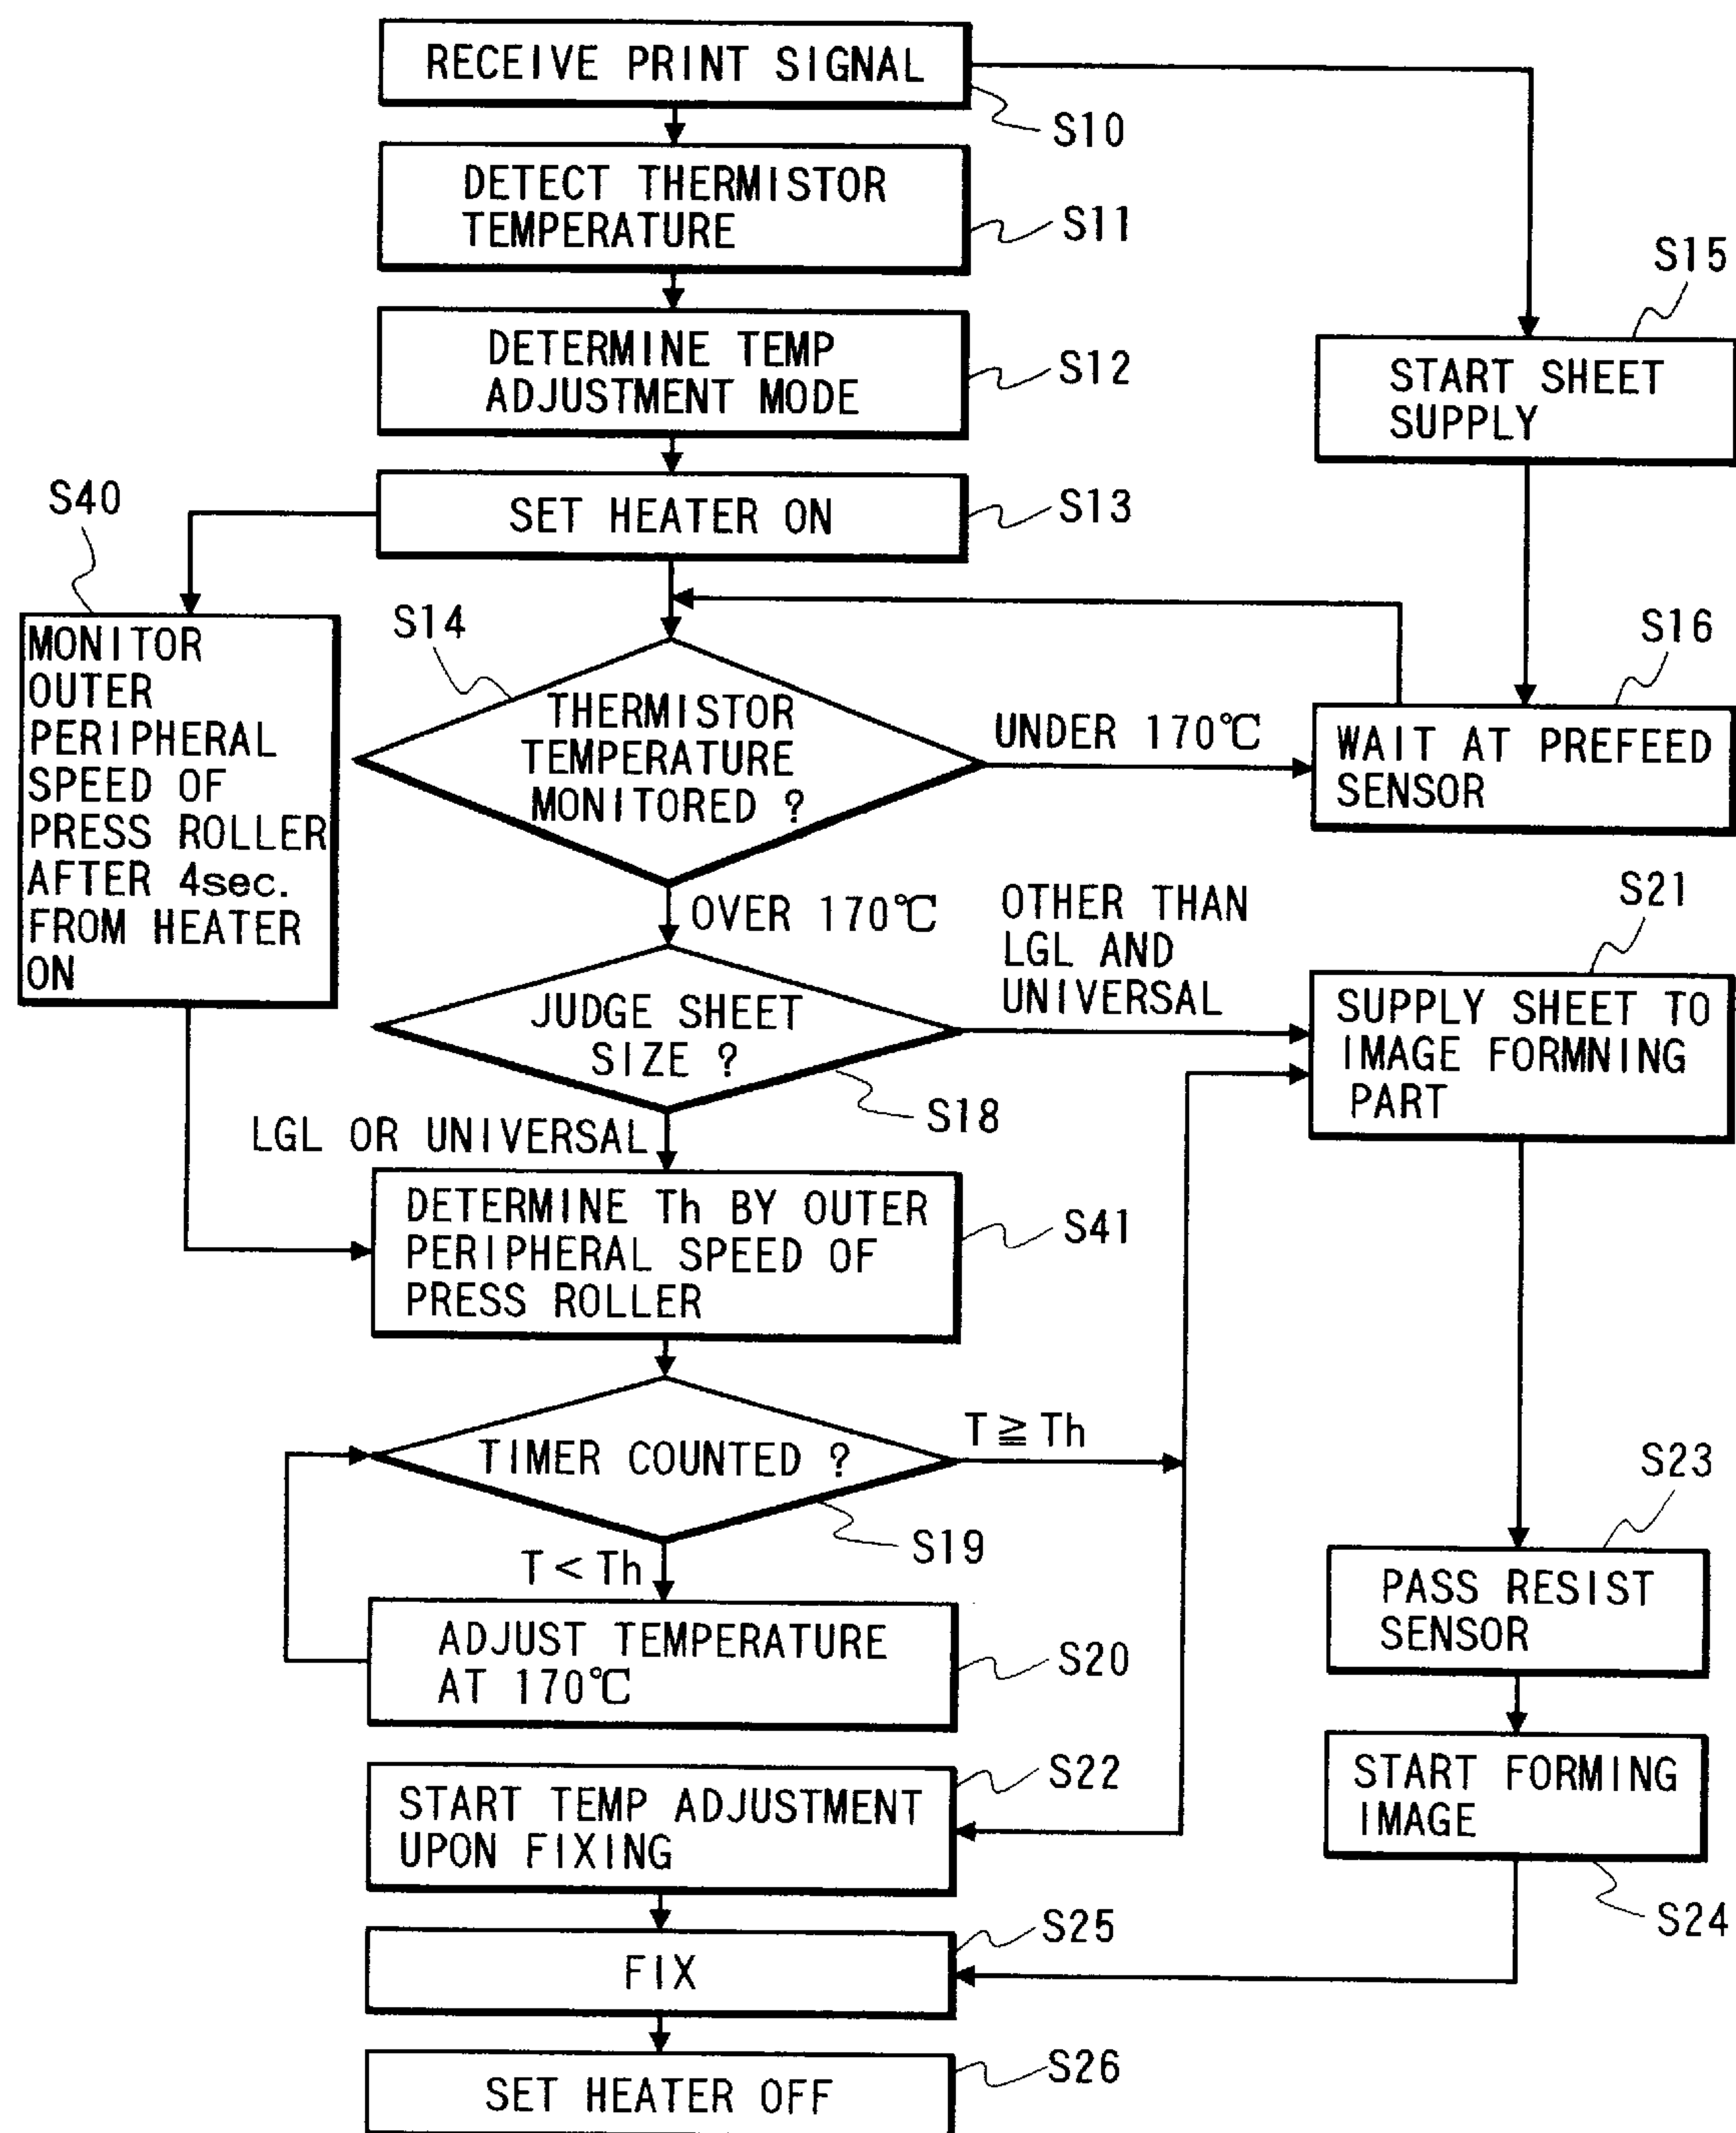 RECEIVE PRINT SIGNAL
S10
DETECT THERMISTOR
TEMPERATURE
S11
DETERMINE TEMP
ADJUSTMENT MODE
S12
S15
START SHEET
SUPPLY
SET HEATER ON
S13
S40
MONITOR
OUTER
PERIPHERAL
SPEED OF
PRESS ROLLER
AFTER 4sec.
FROM HEATER
ON
S14
THERMISTOR
TEMPERATURE
MONITORED ?
UNDER 170℃
S16
WAIT AT PREFEED
SENSOR
OVER 170℃
JUDGE SHEET
SIZE ?
S18
OTHER THAN
LGL AND
UNIVERSAL
S21
SUPPLY SHEET TO
IMAGE FORMNING
PART
LGL OR UNIVERSAL
DETERMINE Th BY OUTER
PERIPHERAL SPEED OF
PRESS ROLLER
S41
TIMER COUNTED ?
T ≧ Th
S19
T < Th
ADJUST TEMPERATURE
AT 170℃
S20
S23
PASS RESIST
SENSOR
START TEMP ADJUSTMENT
UPON FIXING
S22
START FORMING
IMAGE
S24
FIX
S25
SET HEATER OFF
S26